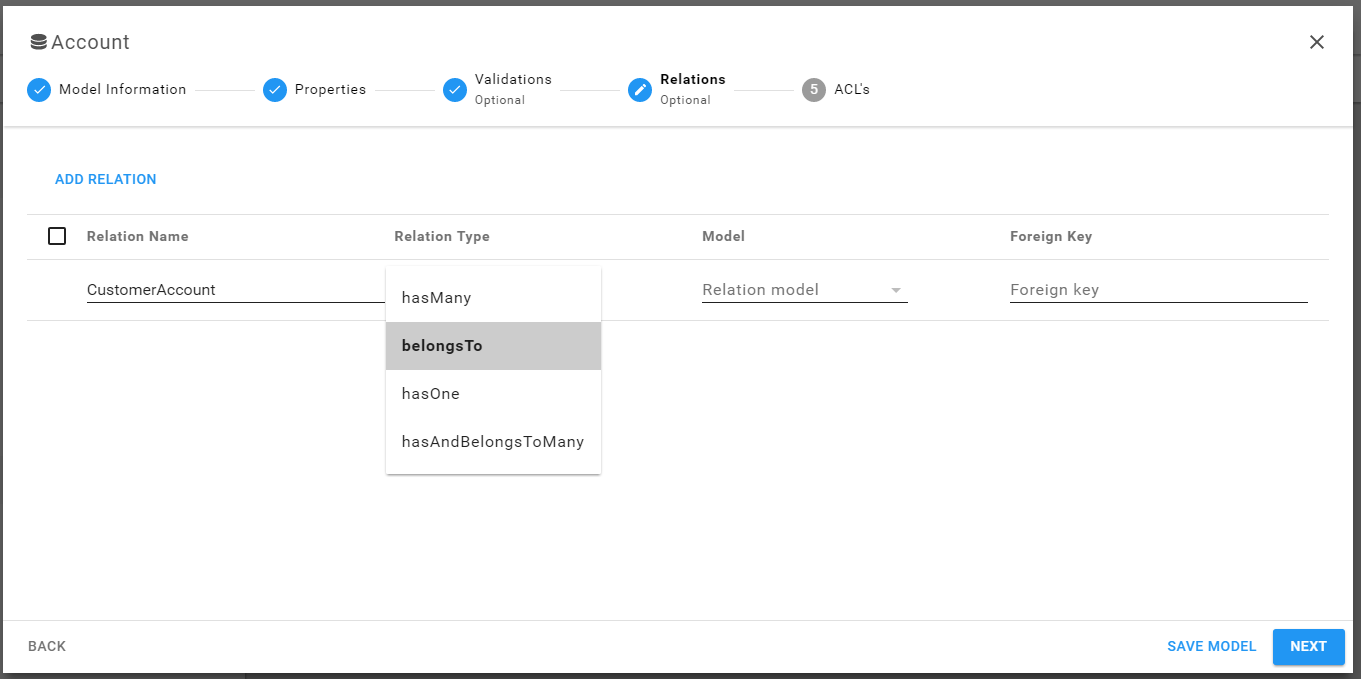 Account
Model Information
Properties
Validations
Optional
Relations
Optional
5 ACL's
ADD RELATION
Relation Name Relation Type Model Foreign Key
CustomerAccount Relation model Foreign key
hasMany
belongsTo
hasOne
hasAndBelongsToMany
BACK SAVE MODEL NEXT